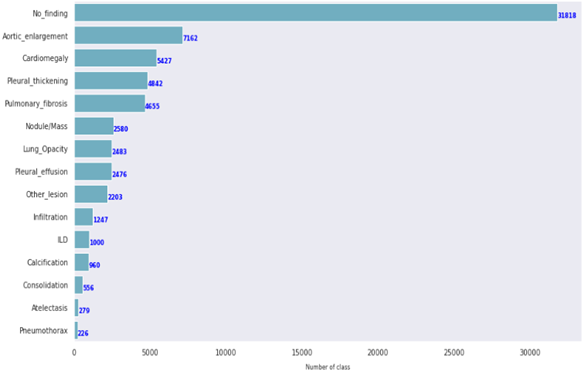 No_finding 31818
Aortic_enlargement 7162
Cardiomegaly 5427
Pleural_thickening 4842
Pulmonary_fibrosis 4655
Nodule/Mass 2580
Lung_Opacity 2483
Pleural_effusion 2476
Other_lesion 2203
Infiltration 1247
ILD 1000
Calcification 960
Consolidation 556
Atelectasis 279
Pneumothorax 226
0 5000 10000 15000 20000 25000 30000
Number of class